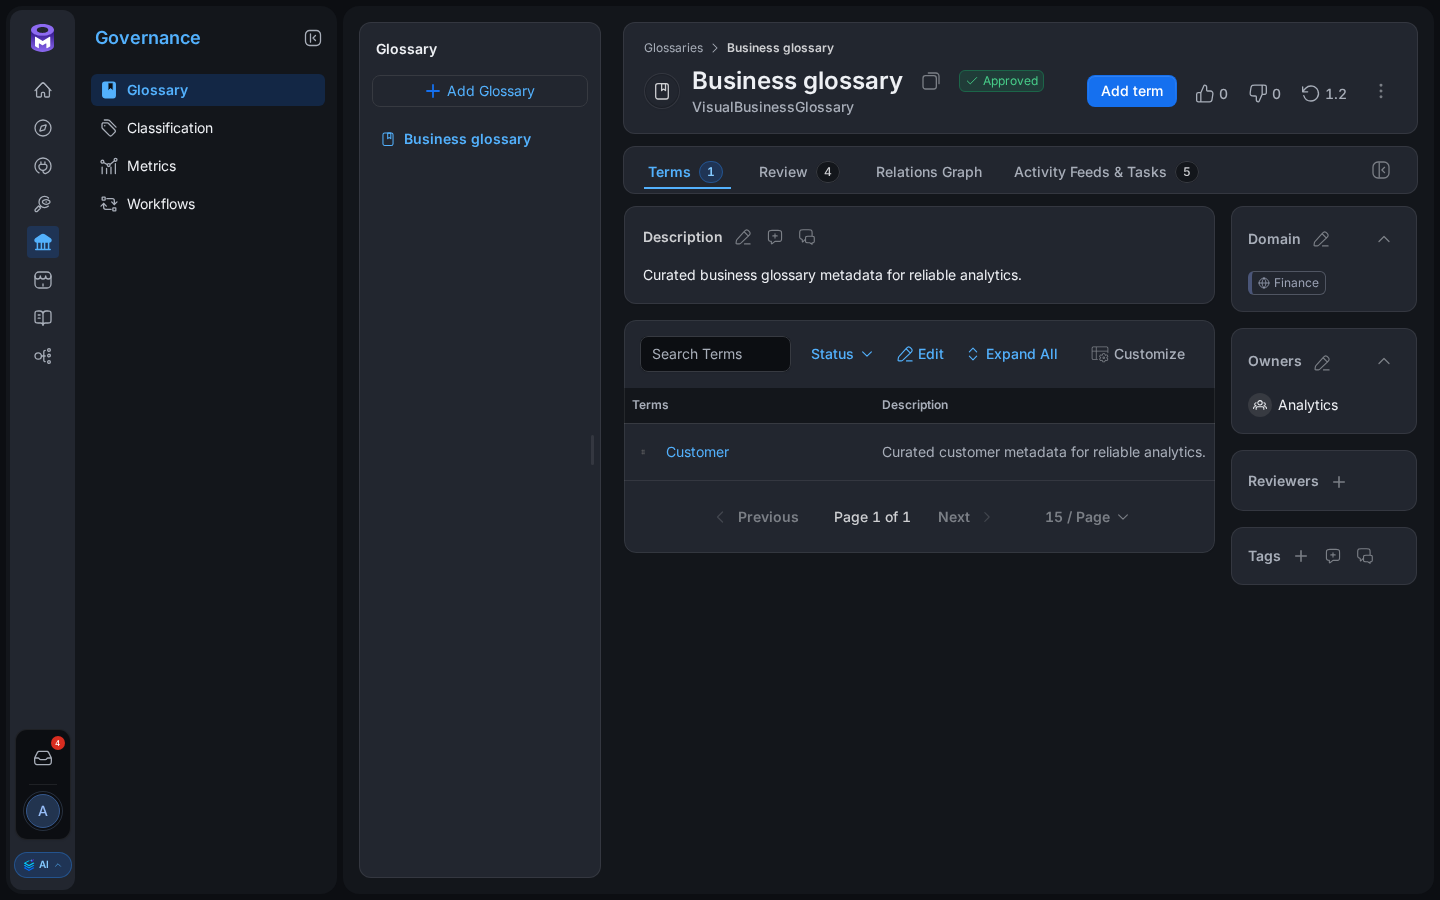 Governance
Glossary
Classification
Metrics
Workflows
4
A
AI
Glossary
Add Glossary
Business glossary
Glossaries
Business glossary
Business glossary
Approved
VisualBusinessGlossary
Add term
0
0
1.2
Terms 1
Review 4
Relations Graph
Activity Feeds & Tasks 5
Description
Curated business glossary metadata for reliable analytics.
Search Terms
Status
Edit
Expand All
Customize
Terms
Description
Customer
Curated customer metadata for reliable analytics.
Previous
Page 1 of 1
Next
15 / Page
Domain
Finance
Owners
Analytics
Reviewers
Tags